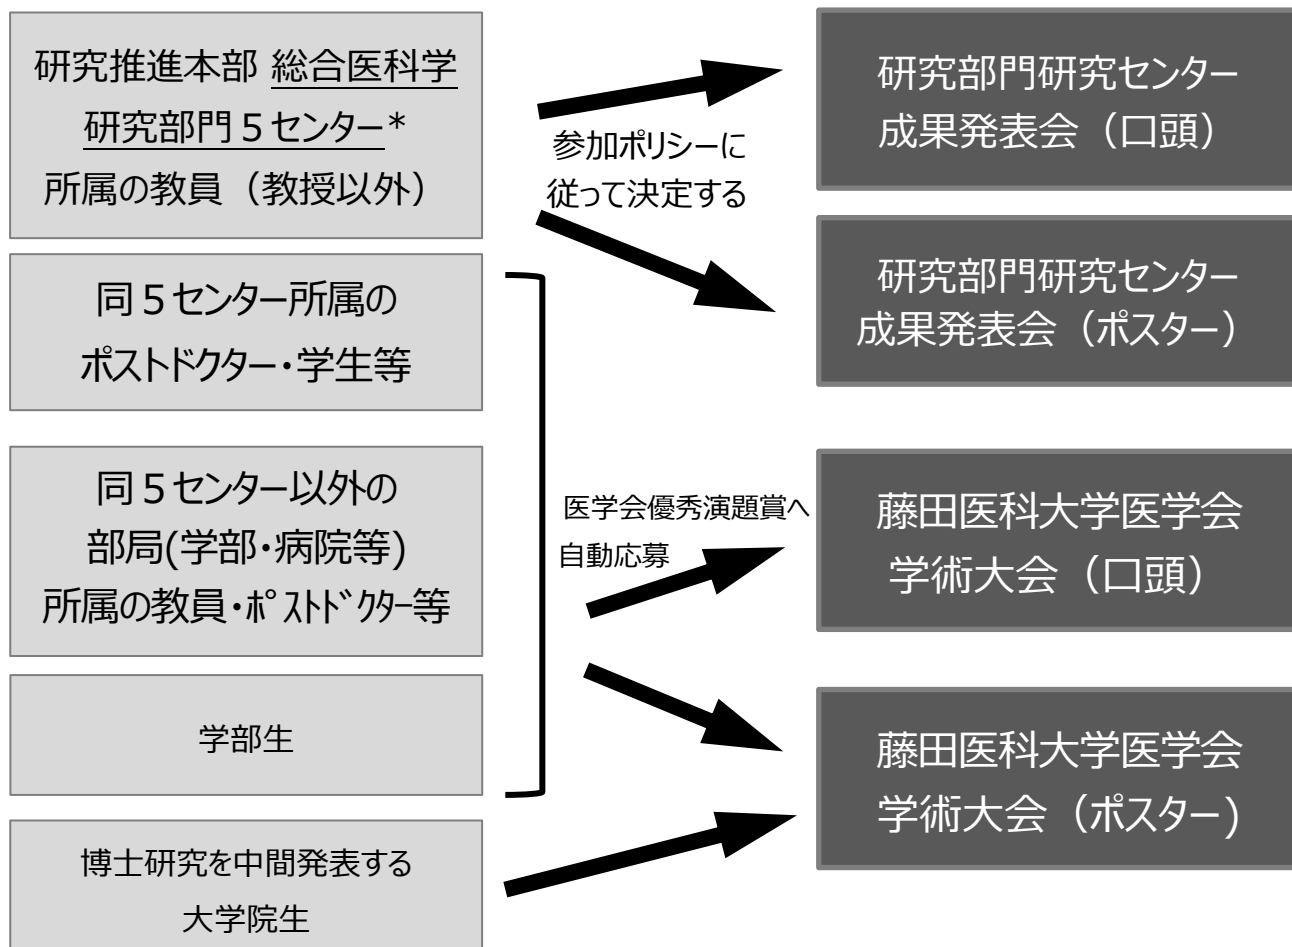 研究推進本部 総合医科学
研究部門５センター*
所属の教員（教授以外）
同５センター所属の
ポストドクター・学生等
同５センター以外の
部局(学部・病院等)
所属の教員・ﾎﾟｽﾄﾄﾞｸﾀｰ等
学部生
博士研究を中間発表する
大学院生
参加ポリシーに
従って決定する
医学会優秀演題賞へ
自動応募
研究部門研究センター
成果発表会（口頭）
研究部門研究センター
成果発表会（ポスター）
藤田医科大学医学会
学術大会（口頭）
藤田医科大学医学会
学術大会（ポスター)